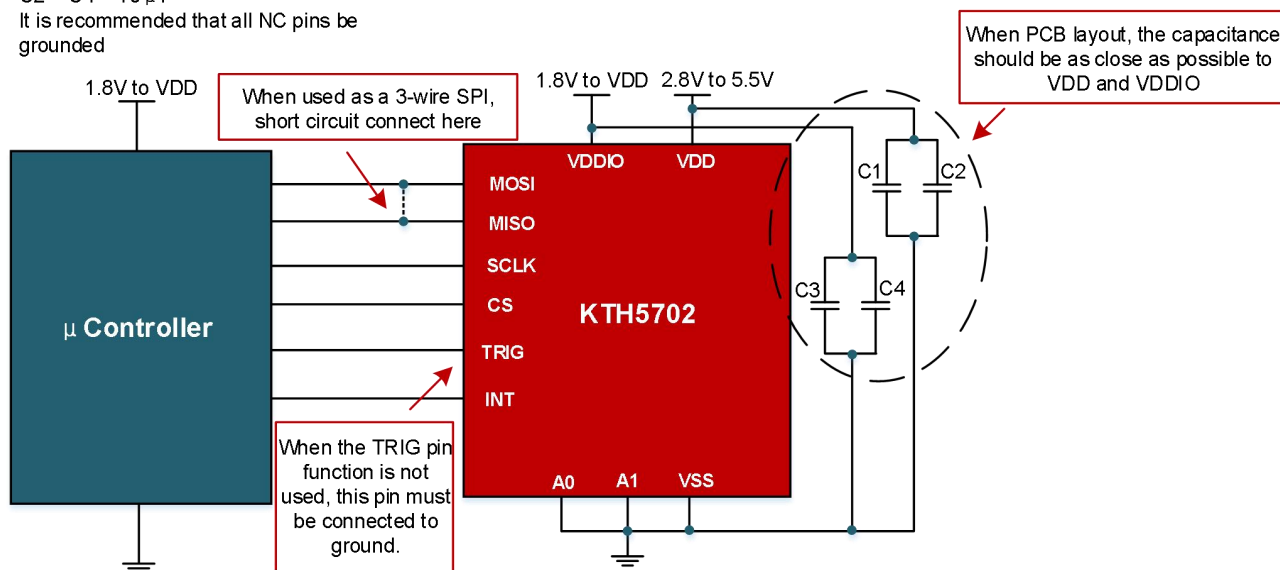 It is recommended that all NC pins be
grounded
When PCB layout, the capacitance
should be as close as possible to
VDD and VDDIO
1.8V to VDD
When used as a 3-wire SPI,
short circuit connect here
1.8V to VDD
2.8V to 5.5V
VDDIO
VDD
C1
C2
MOSI
MISO
SCLK
CS
TRIG
INT
C3
C4
μ Controller
KTH5702
When the TRIG pin
function is not
used, this pin must
be connected to
ground.
A0
A1
VSS